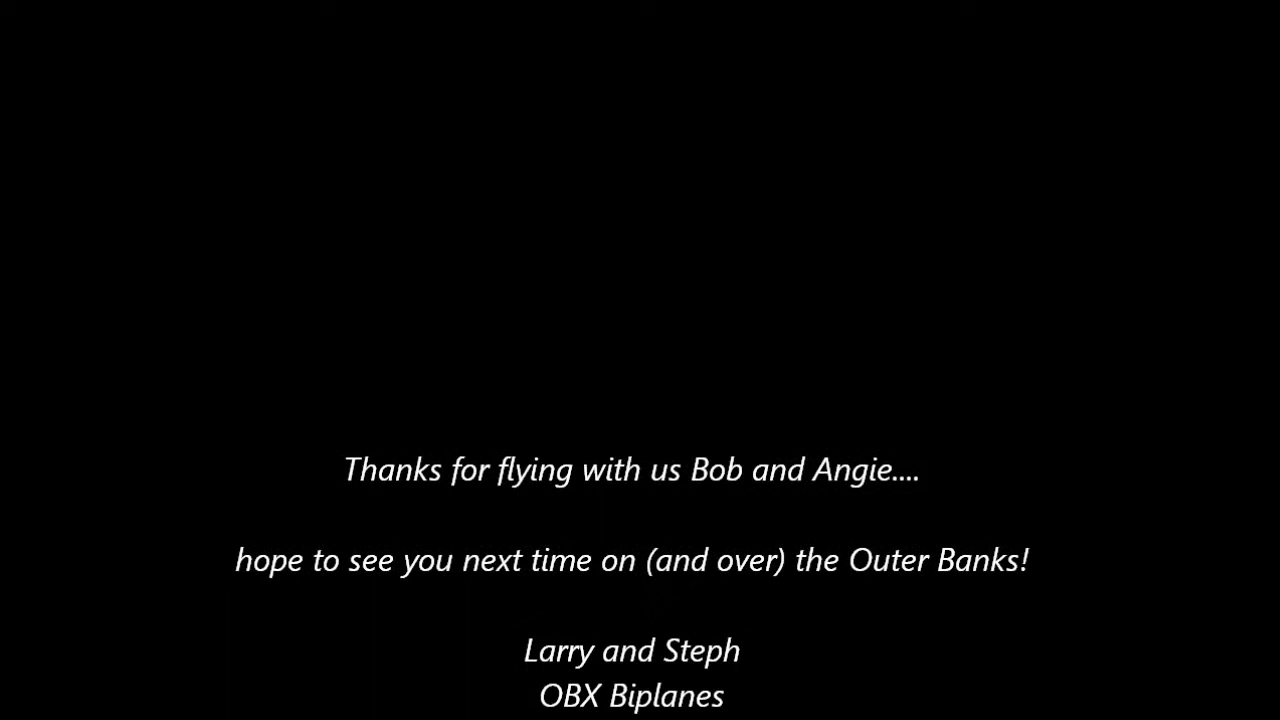 Thanks for flying with us Bob and Angie....
hope to see you next time on (and over) the Outer Banks!
Larry and Steph
OBX Biplanes